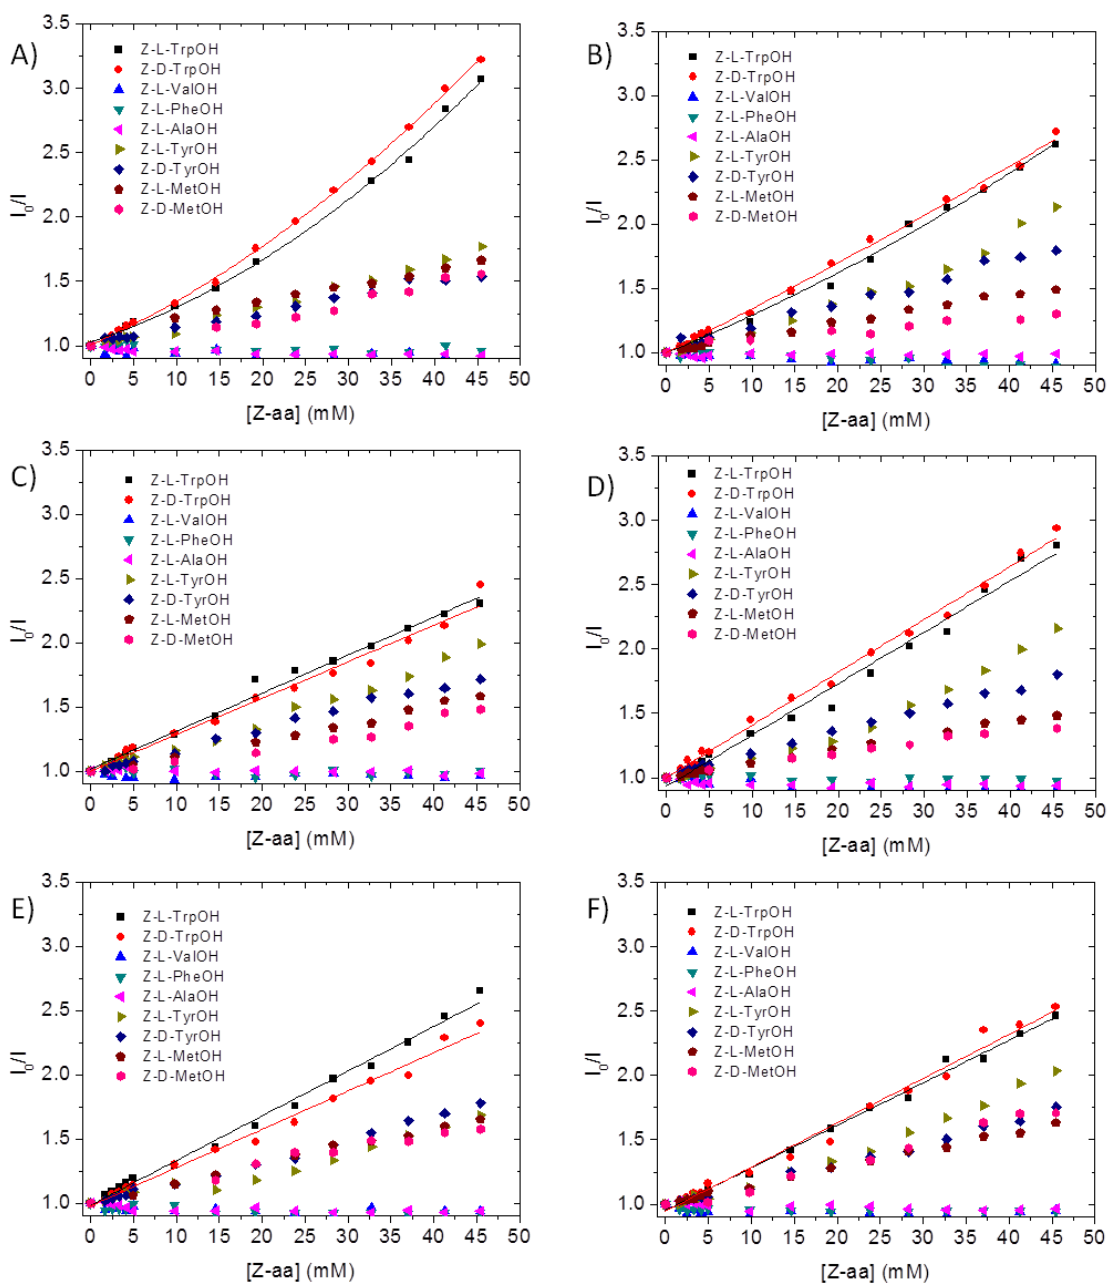 A)
3.5
3.0
2.5
2.0
1.5
1.0
I0/I
Z-L-TrpOH
Z-D-TrpOH
Z-L-ValOH
Z-L-PheOH
Z-L-AlaOH
Z-L-TyrOH
Z-D-TyrOH
Z-L-MetOH
Z-D-MetOH
0 5 10 15 20 25 30 35 40 45 50
[Z-aa] (mM)
B)
3.5
3.0
2.5
2.0
1.5
1.0
I0/I
Z-L-TrpOH
Z-D-TrpOH
Z-L-ValOH
Z-L-PheOH
Z-L-AlaOH
Z-L-TyrOH
Z-D-TyrOH
Z-L-MetOH
Z-D-MetOH
0 5 10 15 20 25 30 35 40 45 50
[Z-aa] (mM)
C)
3.5
3.0
2.5
2.0
1.5
1.0
I0/I
Z-L-TrpOH
Z-D-TrpOH
Z-L-ValOH
Z-L-PheOH
Z-L-AlaOH
Z-L-TyrOH
Z-D-TyrOH
Z-L-MetOH
Z-D-MetOH
0 5 10 15 20 25 30 35 40 45 50
[Z-aa] (mM)
D)
3.5
3.0
2.5
2.0
1.5
1.0
I0/I
Z-L-TrpOH
Z-D-TrpOH
Z-L-ValOH
Z-L-PheOH
Z-L-AlaOH
Z-L-TyrOH
Z-D-TyrOH
Z-L-MetOH
Z-D-MetOH
0 5 10 15 20 25 30 35 40 45 50
[Z-aa] (mM)
E)
3.5
3.0
2.5
2.0
1.5
1.0
I0/I
Z-L-TrpOH
Z-D-TrpOH
Z-L-ValOH
Z-L-PheOH
Z-L-AlaOH
Z-L-TyrOH
Z-D-TyrOH
Z-L-MetOH
Z-D-MetOH
0 5 10 15 20 25 30 35 40 45 50
[Z-aa] (mM)
F)
3.5
3.0
2.5
2.0
1.5
1.0
I0/I
Z-L-TrpOH
Z-D-TrpOH
Z-L-ValOH
Z-L-PheOH
Z-L-AlaOH
Z-L-TyrOH
Z-D-TyrOH
Z-L-MetOH
Z-D-MetOH
0 5 10 15 20 25 30 35 40 45 50
[Z-aa] (mM)